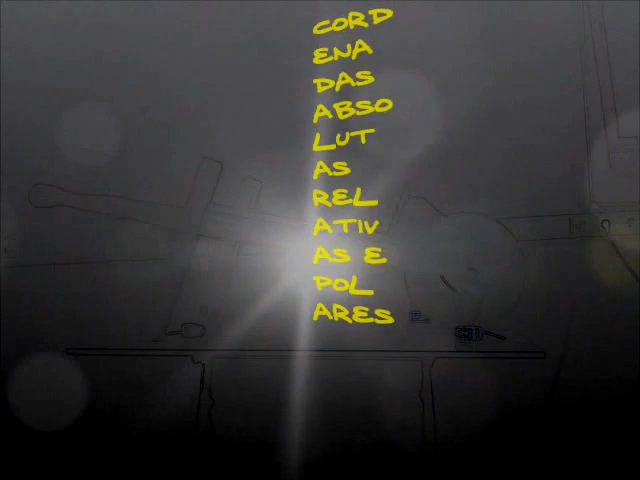 CORD
ENA
DAS
ABSO
LUT
AS
REL
ATIV
AS E
POL
ARES